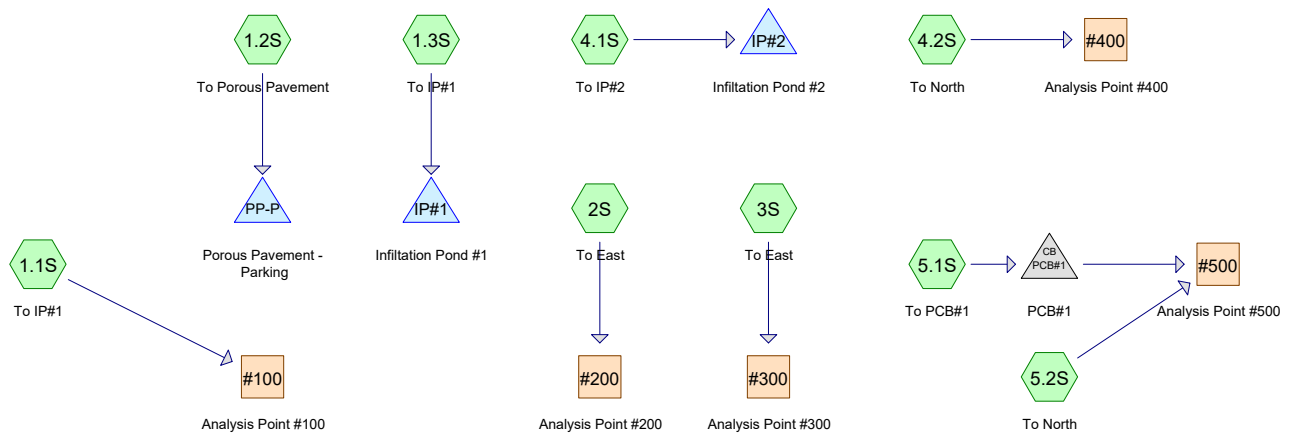 1.2S
To Porous Pavement
1.3S
To IP#1
4.1S
To IP#2
IP#2
Infiltation Pond #2
4.2S
To North
#400
Analysis Point #400
PP-P
Porous Pavement -
Parking
IP#1
Infiltation Pond #1
2S
To East
3S
To East
1.1S
To IP#1
5.1S
To PCB#1
CB
PCB#1
PCB#1
#500
Analysis Point #500
#100
Analysis Point #100
#200
Analysis Point #200
#300
Analysis Point #300
5.2S
To North